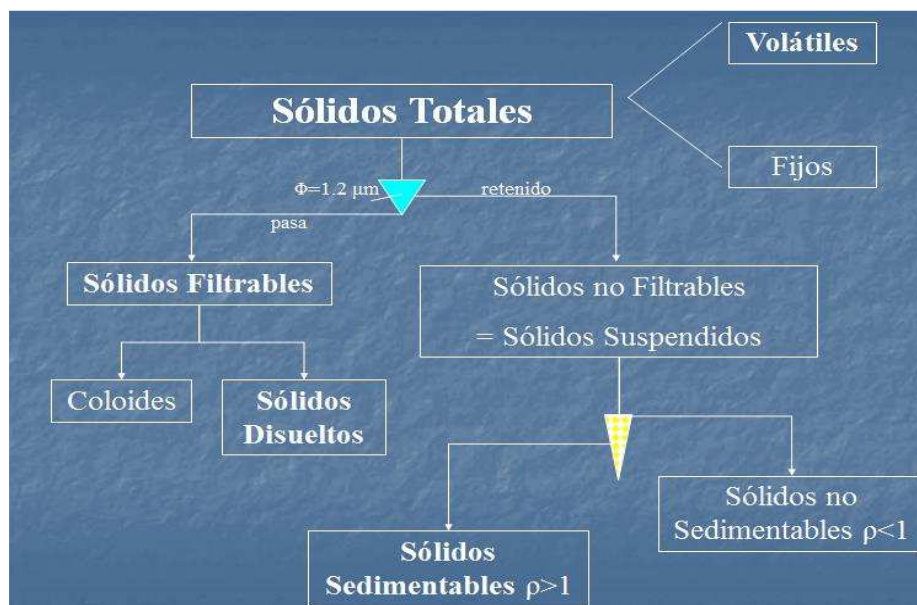 Volátiles
Sólidos Totales
Fijos
Φ=1.2 μm
retenido
pasa
Sólidos Filtrables
Sólidos no Filtrables
= Sólidos Suspendidos
Coloides
Sólidos
Disueltos
Sólidos no
Sedimentables ρ<1
Sólidos
Sedimentables ρ>1